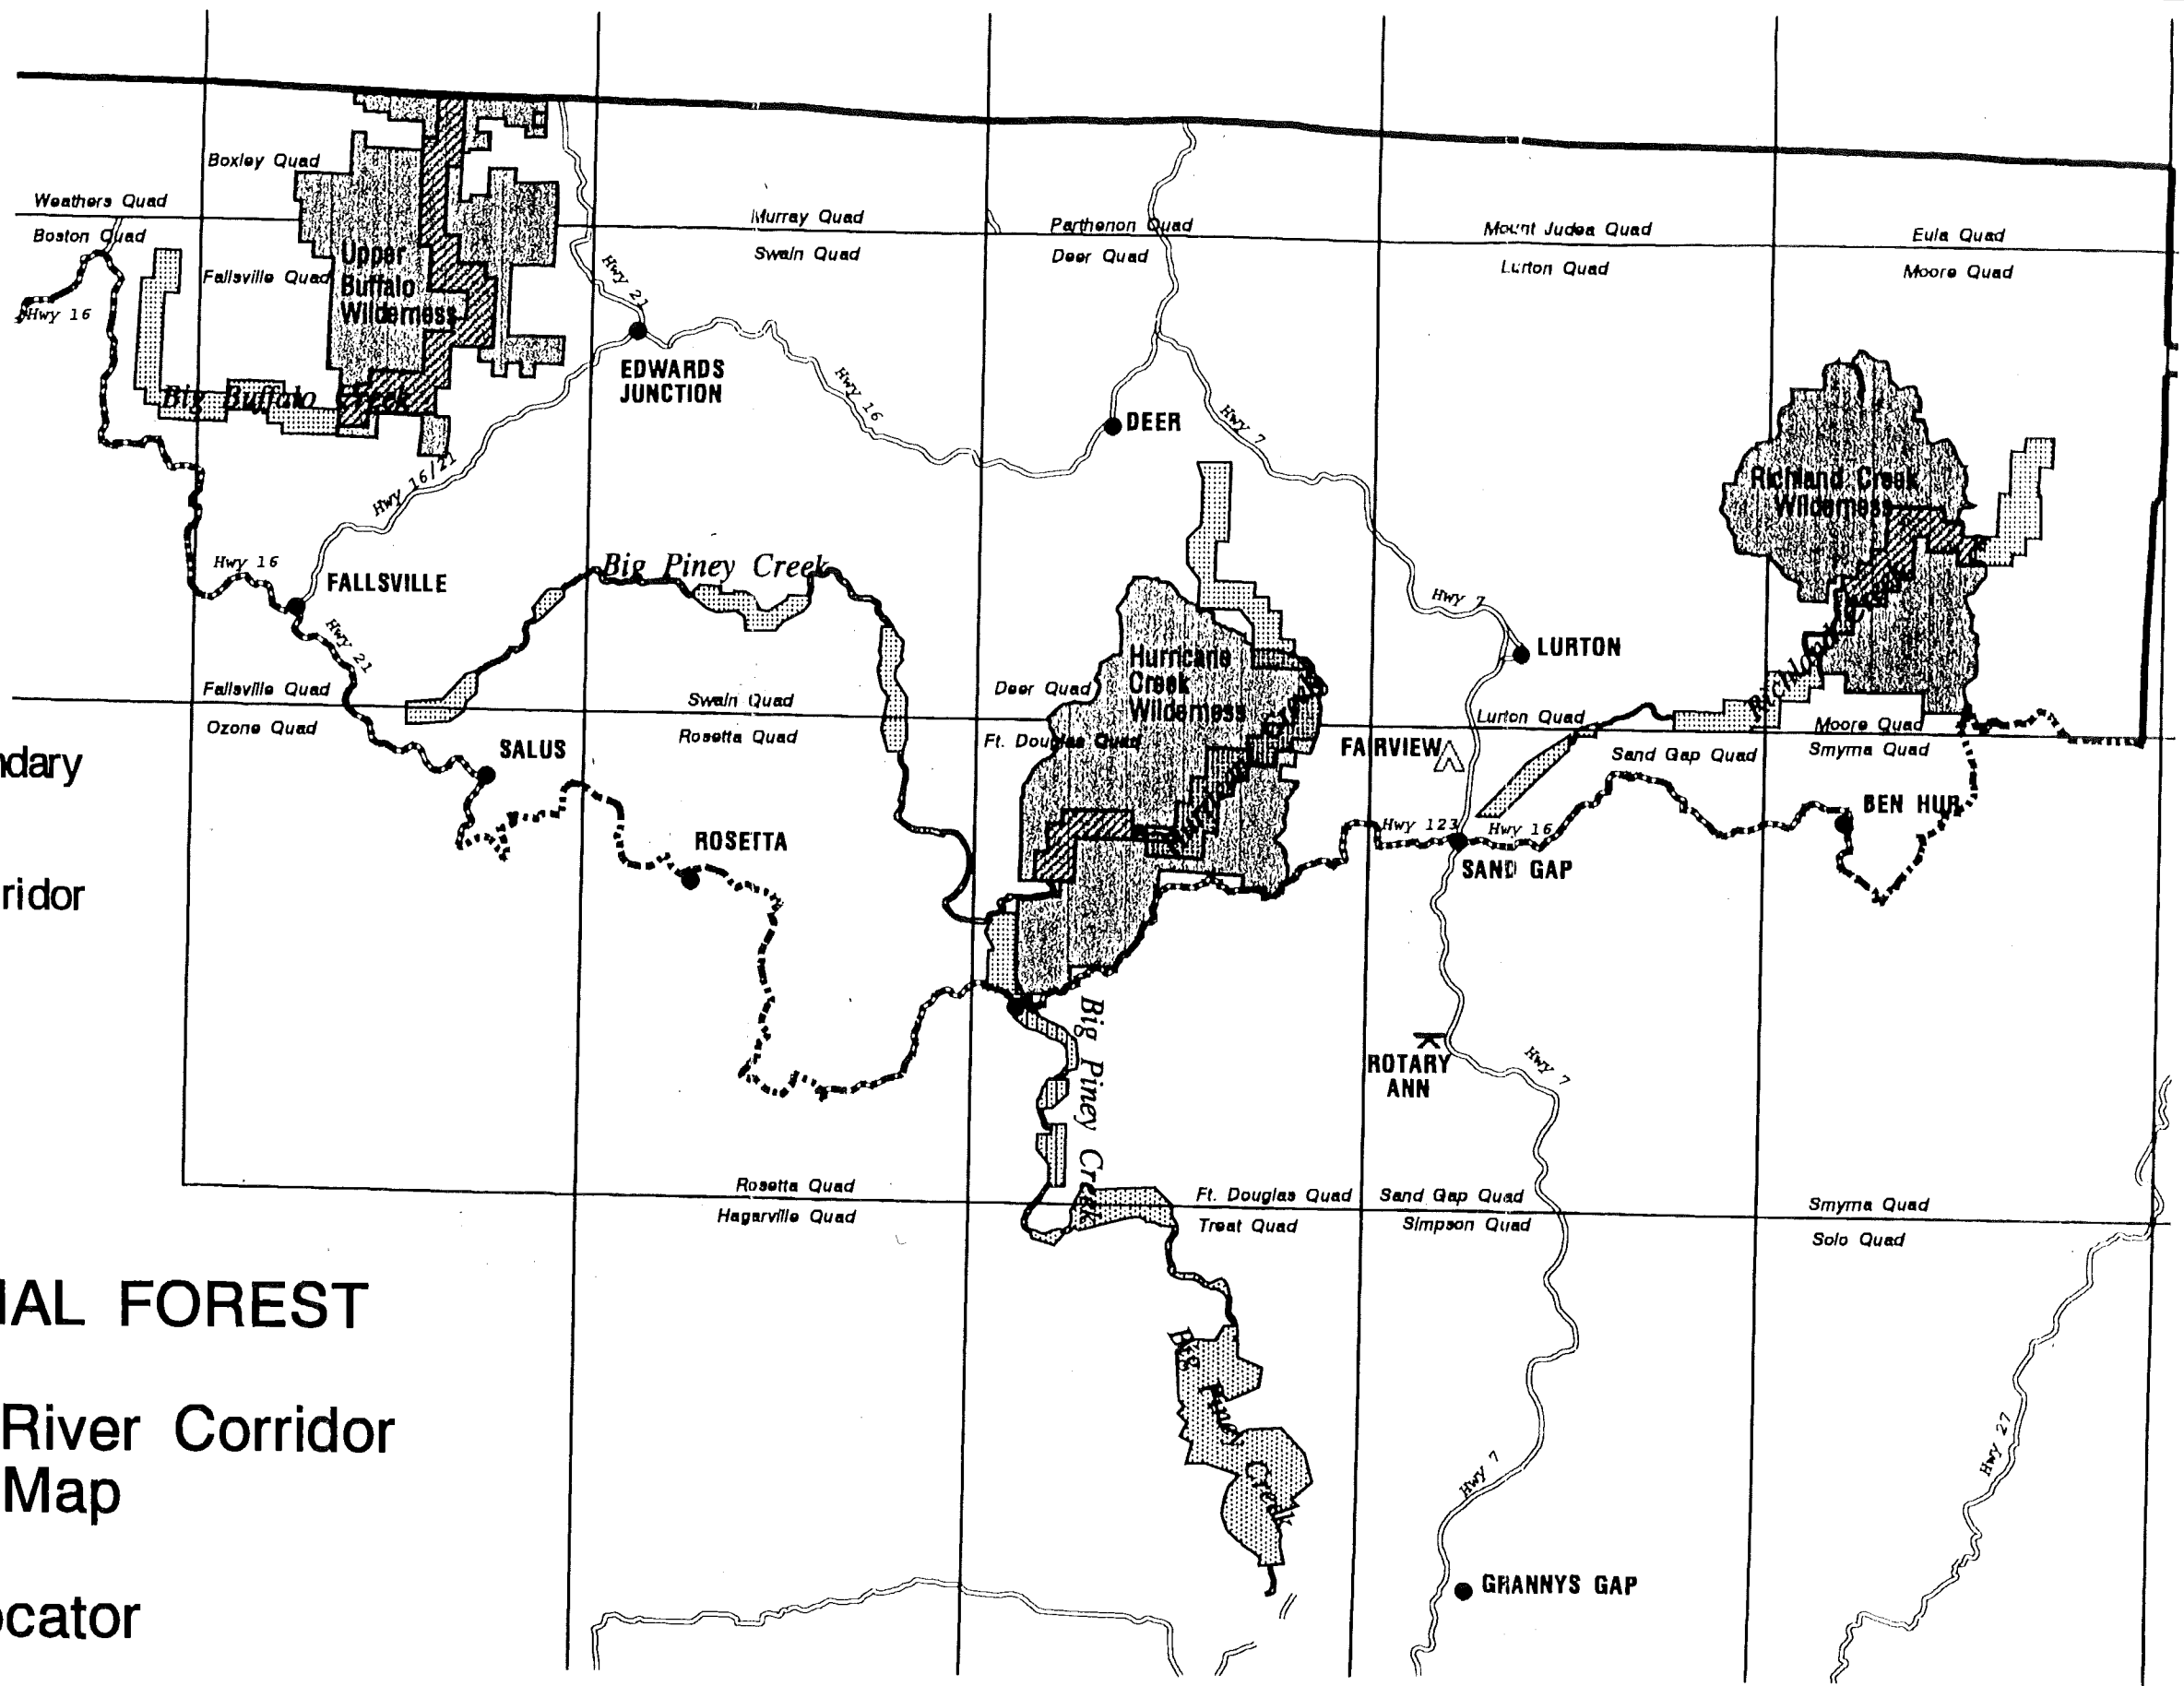 Boxley Quad
Weathers Quad
Boston Quad
Murray Quad
Swain Quad
Parthenon Quad
Deer Quad
Mount Judea Quad
Lurton Quad
Eula Quad
Moore Quad
Fallsville Quad
Upper
Buffalo
Wilderness
Hwy 16
Hwy 21
EDWARDS
JUNCTION
Big Buffalo Creek
Hwy 16
DEER
Hwy 7
Hwy 16/21
Richland Creek
Wilderness
Hwy 16
FALLSVILLE
Big Piney Creek
Hwy 7
Hwy 21
LURTON
Hurricane
Creek
Wilderness
Fallsville Quad
Ozone Quad
Swain Quad
Rosetta Quad
Deer Quad
Ft. Douglas Quad
Lurton Quad
Sand Gap Quad
Moore Quad
Smyrna Quad
SALUS
FAIRVIEW
ndary
ROSETTA
Hwy 123
Hwy 16
BEN HUR
SAND GAP
ridor
Big Piney Creek
ROTARY
ANN
Hwy 7
Rosetta Quad
Hagarville Quad
Ft. Douglas Quad
Treat Quad
Sand Gap Quad
Simpson Quad
Smyrna Quad
Solo Quad
IAL FOREST
Big Piney Creek
River Corridor
Map
Hwy 7
Hwy 27
GRANNYS GAP
ocator